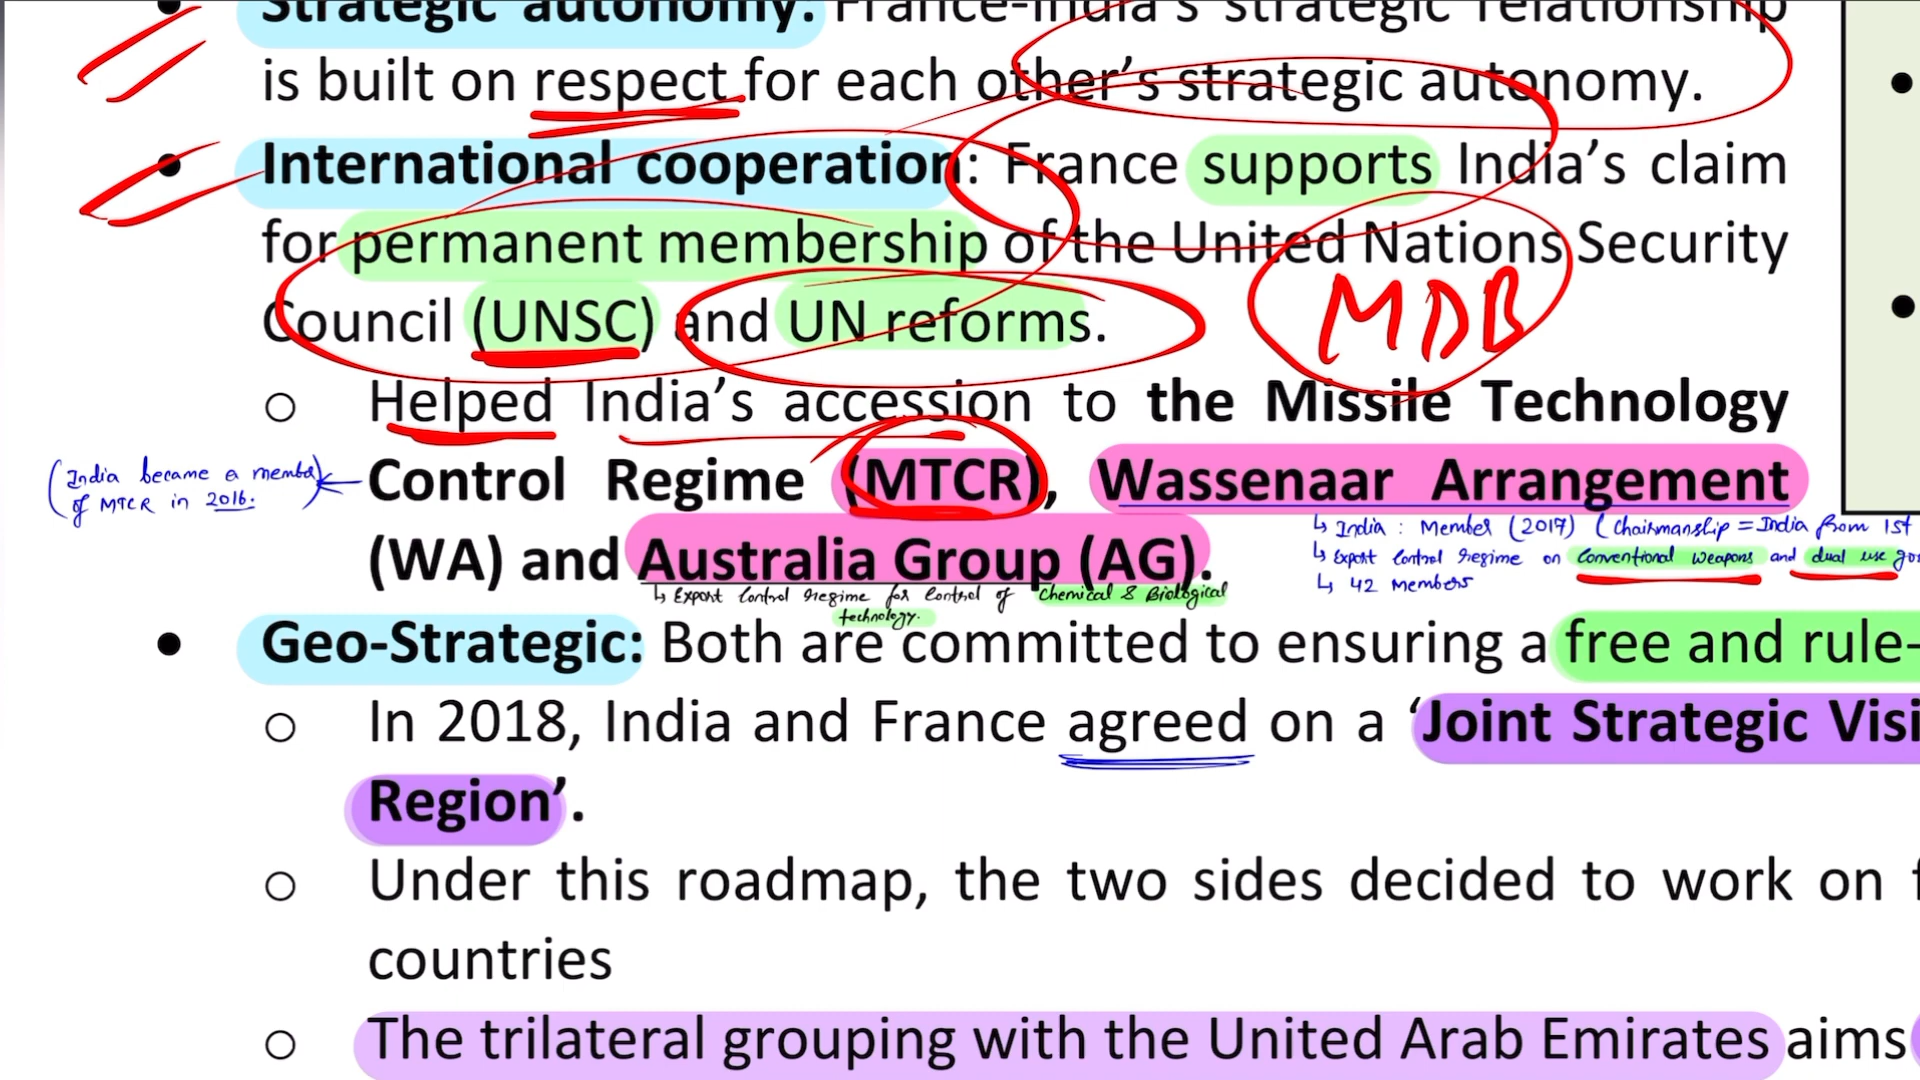 Strategic autonomy: France-India's strategic relationship
is built on respect for each other's strategic autonomy.
International cooperation: France supports India's claim
for permanent membership of the United Nations Security
Council (UNSC) and UN reforms.
MDB
o Helped India's accession to the Missile Technology
Control Regime (MTCR), Wassenaar Arrangement
(India became a member
of MTCR in 2016.
↳ India : Member (2017) (Chairmanship = India from 1st
↳ Export control regime on conventional weapons and dual use go
↳ 42 Members
(WA) and Australia Group (AG).
↳ Export control regime for control of Chemical & Biological
technology.
• Geo-Strategic: Both are committed to ensuring a free and rule-
o In 2018, India and France agreed on a ‘Joint Strategic Visi
Region’.
o Under this roadmap, the two sides decided to work on f
countries
o The trilateral grouping with the United Arab Emirates aims